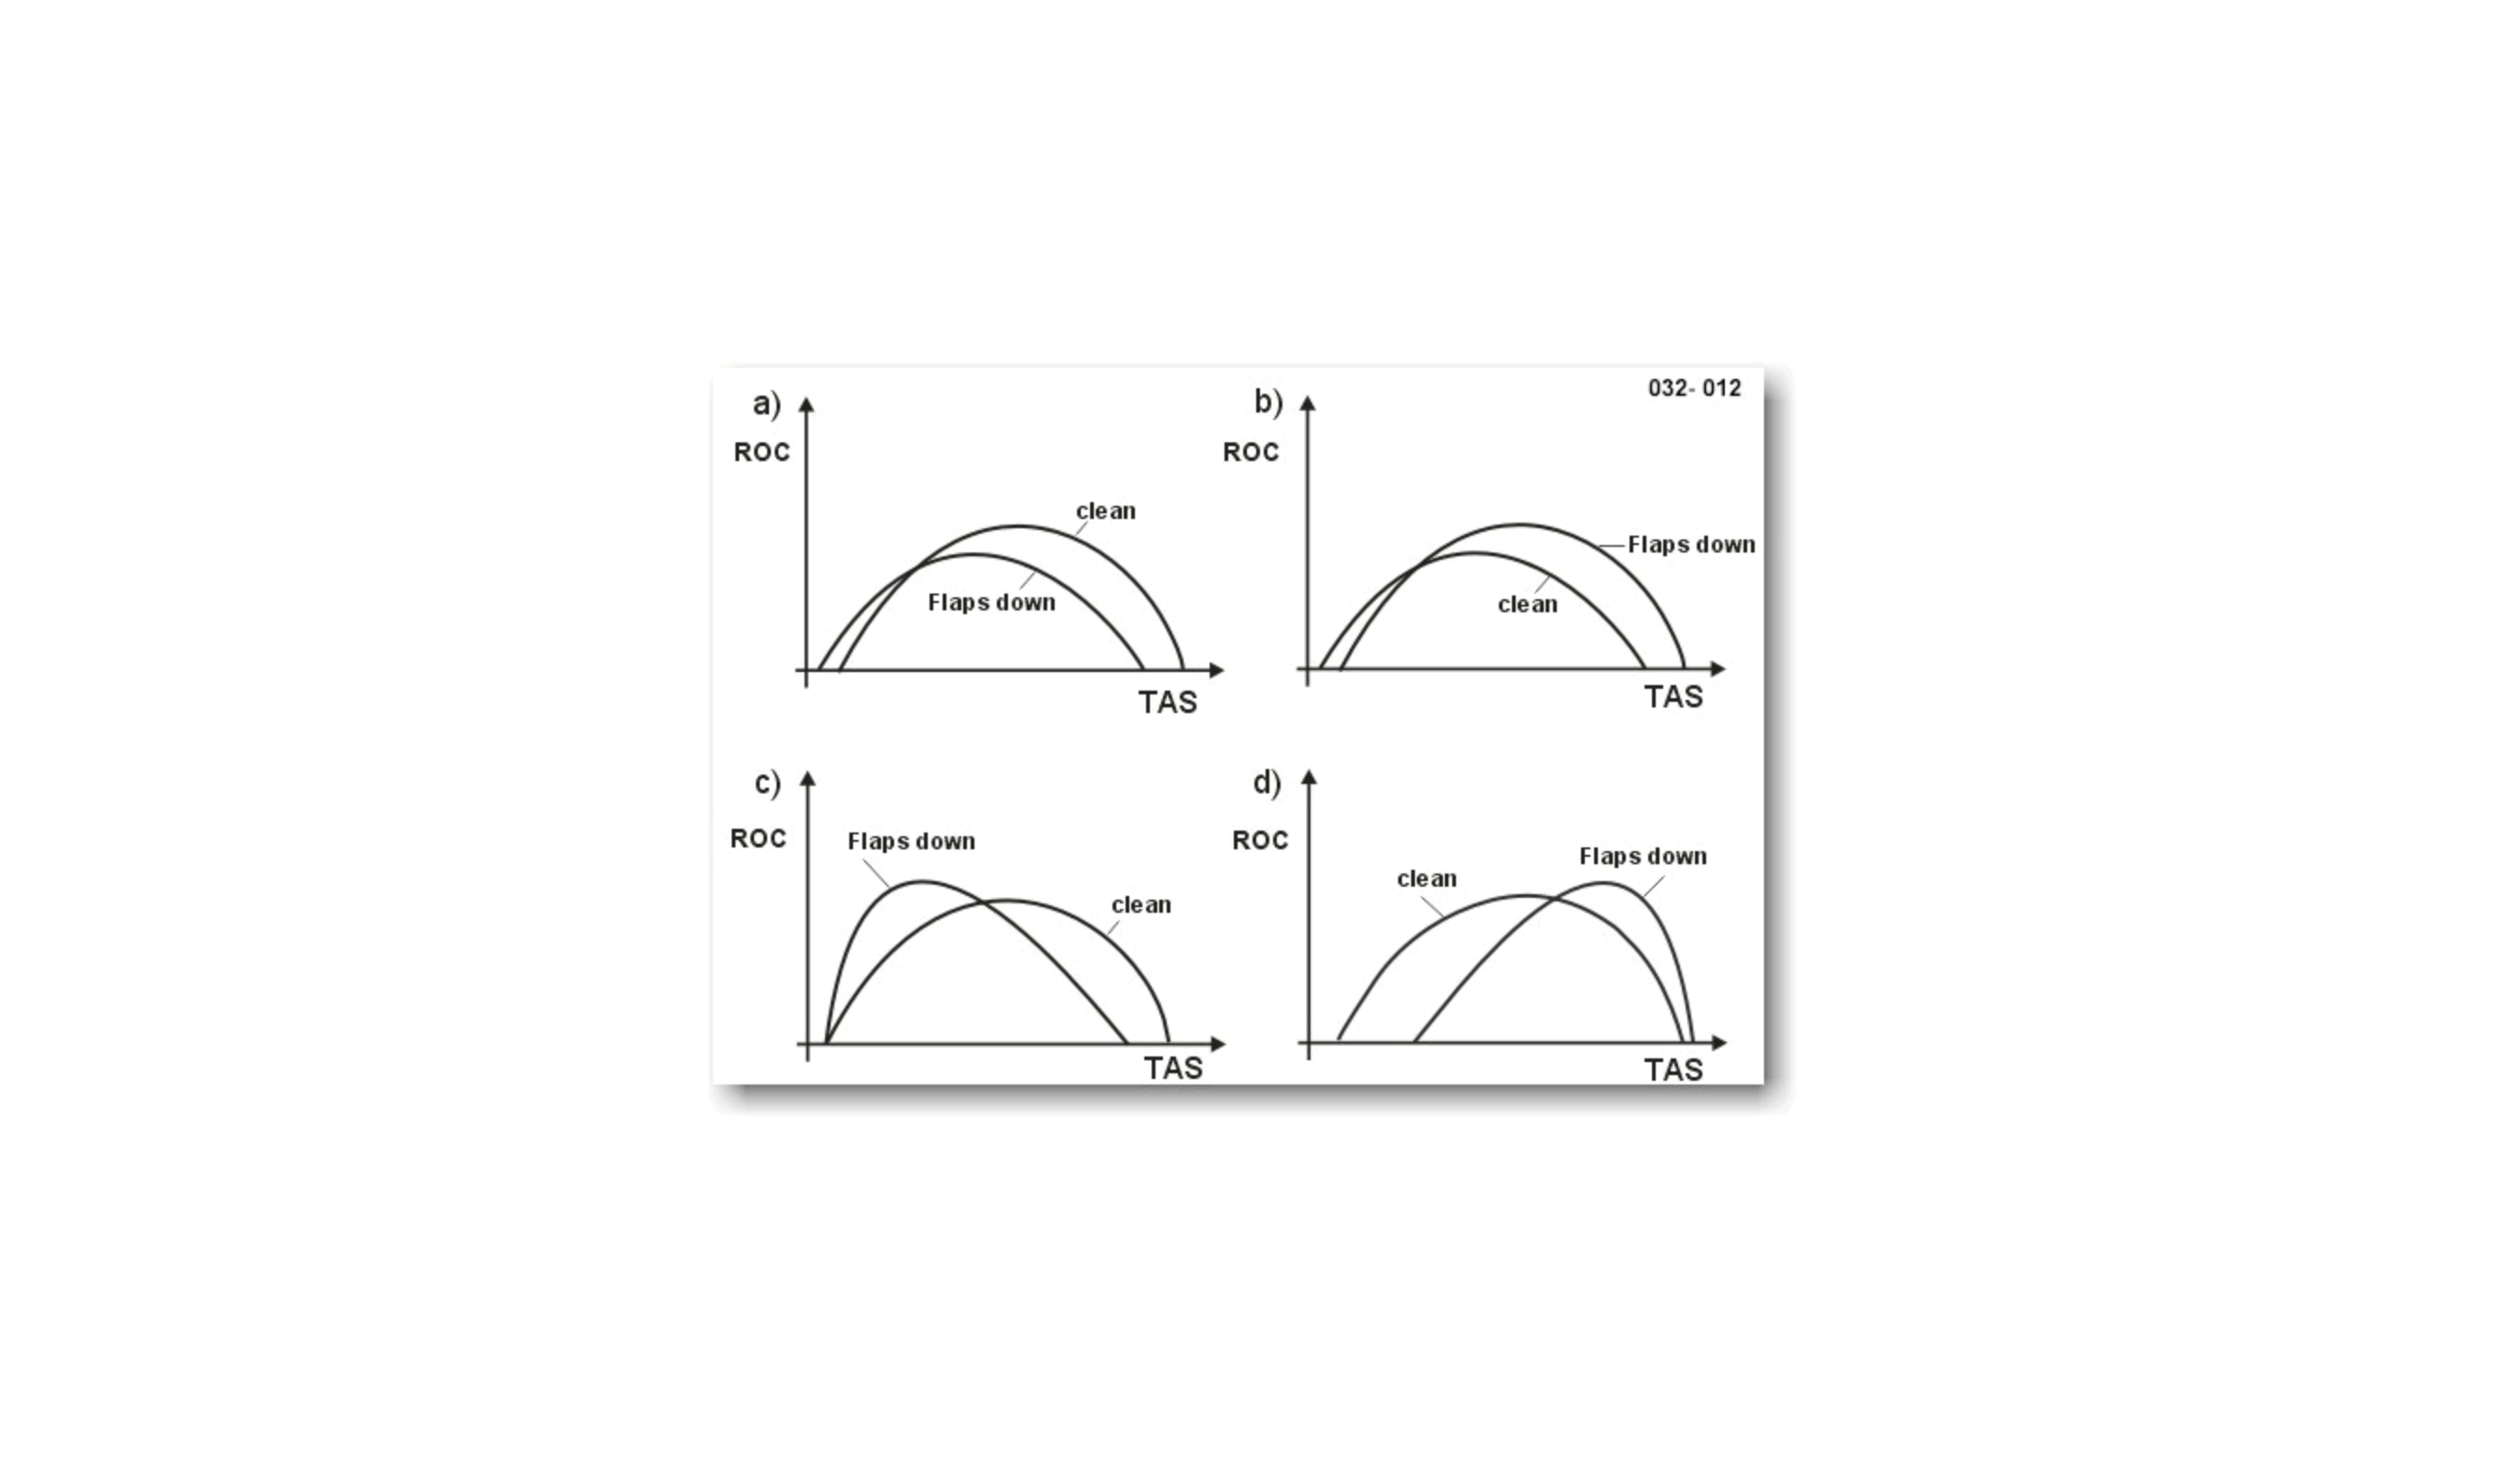 032- 012
a)
ROC
clean
Flaps down
TAS
b)
ROC
Flaps down
clean
TAS
c)
ROC
Flaps down
clean
TAS
d)
ROC
clean
Flaps down
TAS